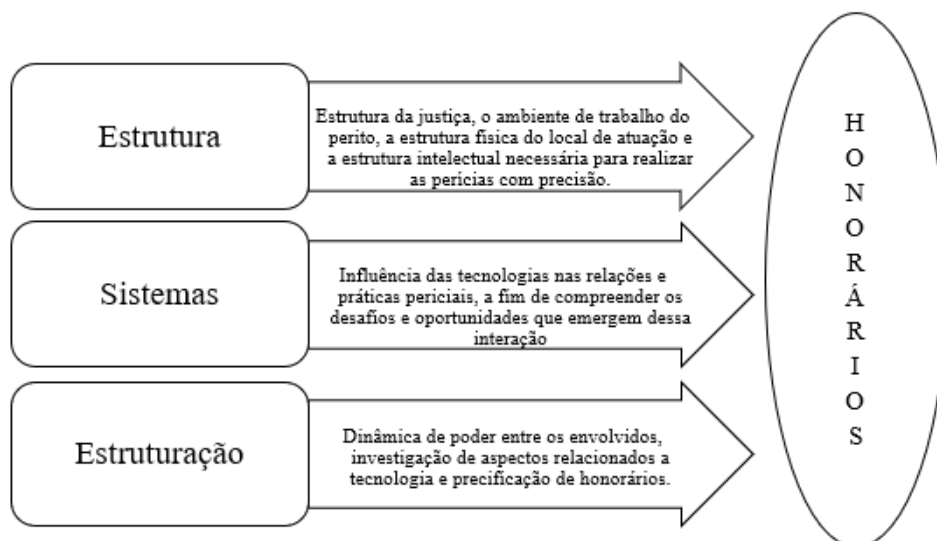 Estrutura
Estrutura da justiça, o ambiente de trabalho do
perito, a estrutura física do local de atuação e
a estrutura intelectual necessária para realizar
as perícias com precisão.
Sistemas
Influência das tecnologias nas relações e
práticas periciais, a fim de compreender os
desafios e oportunidades que emergem dessa
interação
Estruturação
Dinâmica de poder entre os envolvidos,
investigação de aspectos relacionados a
tecnologia e precificação de honorários.
H
O
N
O
R
Á
R
I
O
S